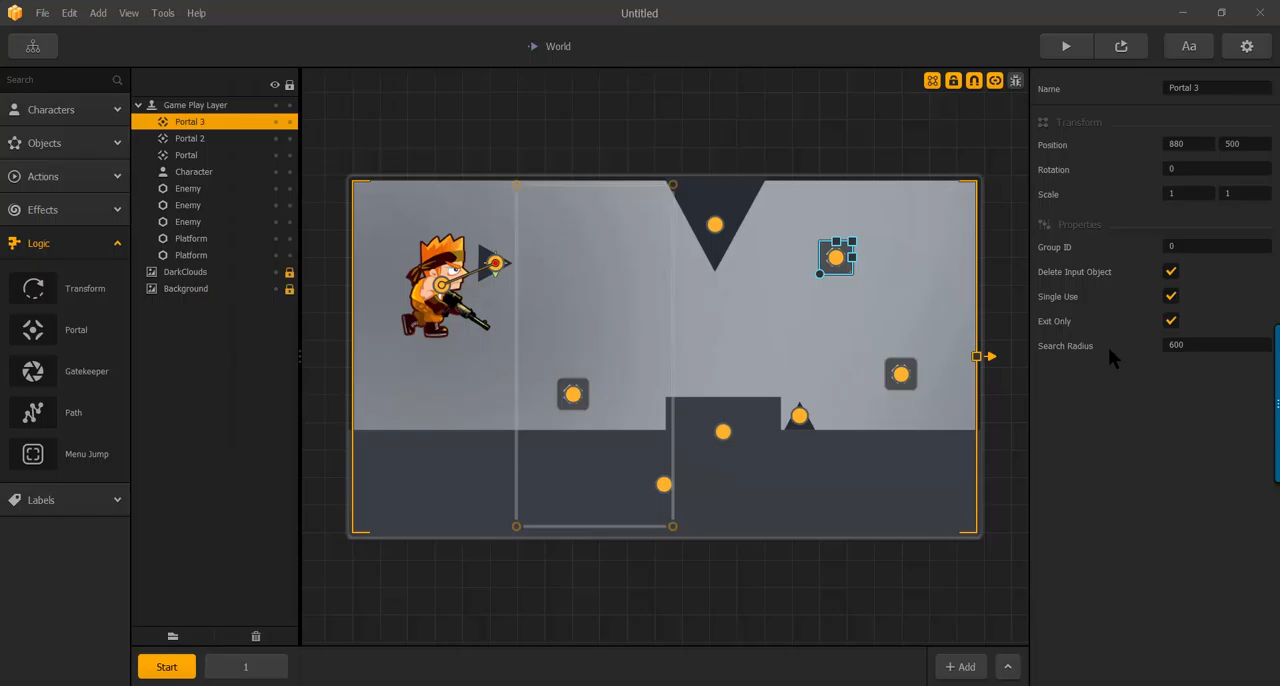 File Edit Add View Tools Help Untitled
World Aa
Search
Characters
Objects
Actions
Effects
Logic
Transform
Portal
Gatekeeper
Path
Menu Jump
Labels
Game Play Layer
Portal 3
Portal 2
Portal
Character
Enemy
Enemy
Enemy
Platform
Platform
DarkClouds
Background
Start 1 + Add
Name Portal 3
Transform
Position 880 500
Rotation 0
Scale 1 1
Properties
Group ID 0
Delete Input Object
Single Use
Exit Only
Search Radius 600